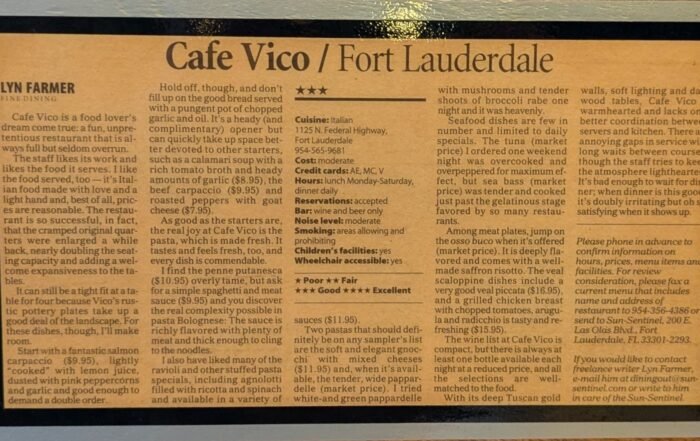 Cafe Vico / Fort Lauderdale
LYN FARMER
FINE DINING
Cafe Vico is a food lover's
dream come true: a fun, unpre-
tentious restaurant that is al-
ways full but seldom overrun.
The staff likes its work and
likes the food it serves. I like
the food served, too — it's Ital-
ian food made with love and a
light hand and, best of all, pric-
es are reasonable. The restau-
rant is so successful, in fact,
that the cramped original quar-
ters were enlarged a while
back, nearly doubling the seat-
ing capacity and adding a wel-
come expansiveness to the ta-
bles.
It can still be a tight fit at a ta-
ble for four because Vico's rus-
tic pottery plates take up a
good deal of the landscape. For
these dishes, though, I'll make
room.
Start with a fantastic salmon
carpaccio ($9.95), lightly
"cooked" with lemon juice,
dusted with pink peppercorns
and garlic and good enough to
demand a double order.
Hold off, though, and don't
fill up on the good bread served
with a pungent pot of chopped
garlic and oil. It's a heady (and
complimentary) opener but
can quickly take up space bet-
ter devoted to other starters,
such as a calamari soup with a
rich tomato broth and heady
amounts of garlic ($8.95), the
beef carpaccio ($9.95) and
roasted peppers with goat
cheese ($7.95).
As good as the starters are,
the real joy at Cafe Vico is the
pasta, which is made fresh. It
tastes and feels fresh, too, and
every dish is commendable.
I find the penne putanesca
($10.95) overly tame, but ask
for a simple spaghetti and meat
sauce ($9.95) and you discover
the real complexity possible in
pasta Bolognese: The sauce is
richly flavored with plenty of
meat and thick enough to cling
to the noodles.
I also have liked many of the
ravioli and other stuffed pasta
specials, including agnolotti
filled with ricotta and spinach
and available in a variety of
★★★
Cuisine: Italian
1125 N. Federal Highway,
Fort Lauderdale
954-565-9681
Cost: moderate
Credit cards: AE, MC, V
Hours: lunch Monday-Saturday,
dinner daily
Reservations: accepted
Bar: wine and beer only
Noise level: moderate
Smoking: areas allowing and
prohibiting
Children's facilities: yes
Wheelchair accessible: yes
★ Poor ★★ Fair
★★★ Good ★★★★ Excellent
sauces ($11.95).
Two pastas that should defi-
nitely be on any sampler's list
are the soft and elegant gnoc-
chi with mixed cheeses
($11.95) and, when it's avail-
able, the tender, wide pappar-
delle (market price). I tried
white-and green pappardelle
with mushrooms and tender
shoots of broccoli rabe one
night and it was heavenly.
Seafood dishes are few in
number and limited to daily
specials. The tuna (market
price) I ordered one weekend
night was overcooked and
overpeppered for maximum ef-
fect, but sea bass (market
price) was tender and cooked
just past the gelatinous stage
favored by so many restau-
rants.
Among meat plates, jump on
the osso buco when it's offered
(market price). It is deeply fla-
vored and comes with a well-
made saffron risotto. The veal
scaloppine dishes include a
very good veal piccata ($16.95),
and a grilled chicken breast
with chopped tomatoes, arugu-
la and radicchio is tasty and re-
freshing ($15.95).
The wine list at Cafe Vico is
compact, but there is always at
least one bottle available each
night at a reduced price, and all
the selections are well-
matched to the food.
With its deep Tuscan gold
walls, soft lighting and da
wood tables, Cafe Vico
warmhearted and lacks on
better coordination betwee
servers and kitchen. There
annoying gaps in service wi
long waits between course
though the staff tries to kee
the atmosphere lighthearte
It's bad enough to wait for di
ner; when dinner is this good
it's doubly irritating but oh s
satisfying when it shows up.
Please phone in advance to
confirm information on
hours, prices, menu items an
facilities. For review
consideration, please fax a
current menu that includes
name and address of
restaurant to 954-356-4386 or
send to Sun-Sentinel, 200 E.
Las Olas Blvd., Fort
Lauderdale, FL 33301-2293.
If you would like to contact
freelance writer Lyn Farmer,
e-mail him at diningout@sun
sentinel.com or write to him
in care of the Sun-Sentinel.